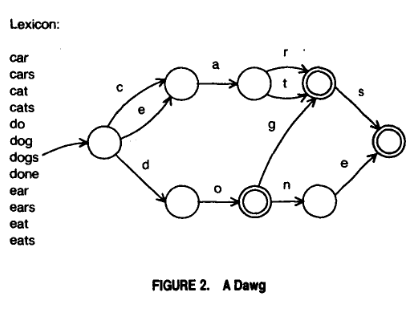 Lexicon:
car
cars
cat
cats
do
dog
dogs
done
ear
ears
eat
eats
c
e
a
r
t
s
g
d
o
n
e
FIGURE 2. A Dawg